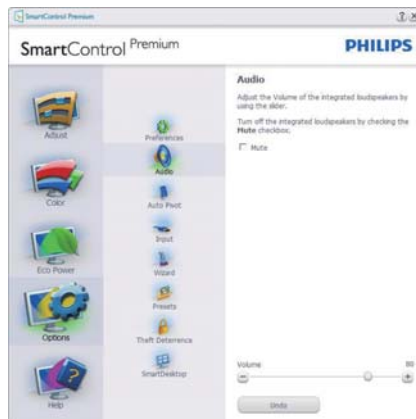 SmartControl Premium
SmartControl Premium
PHILIPS
Adjust
Color
Eco Power
Options
Help
Preferences
Audio
Auto Pivot
Input
Wizard
Presets
Theft Deterrence
SmartDesktop
Audio
Adjust the Volume of the integrated loudspeakers by
using the slider.
Turn off the integrated loudspeakers by checking the
Mute checkbox.
Mute
Volume
Undo